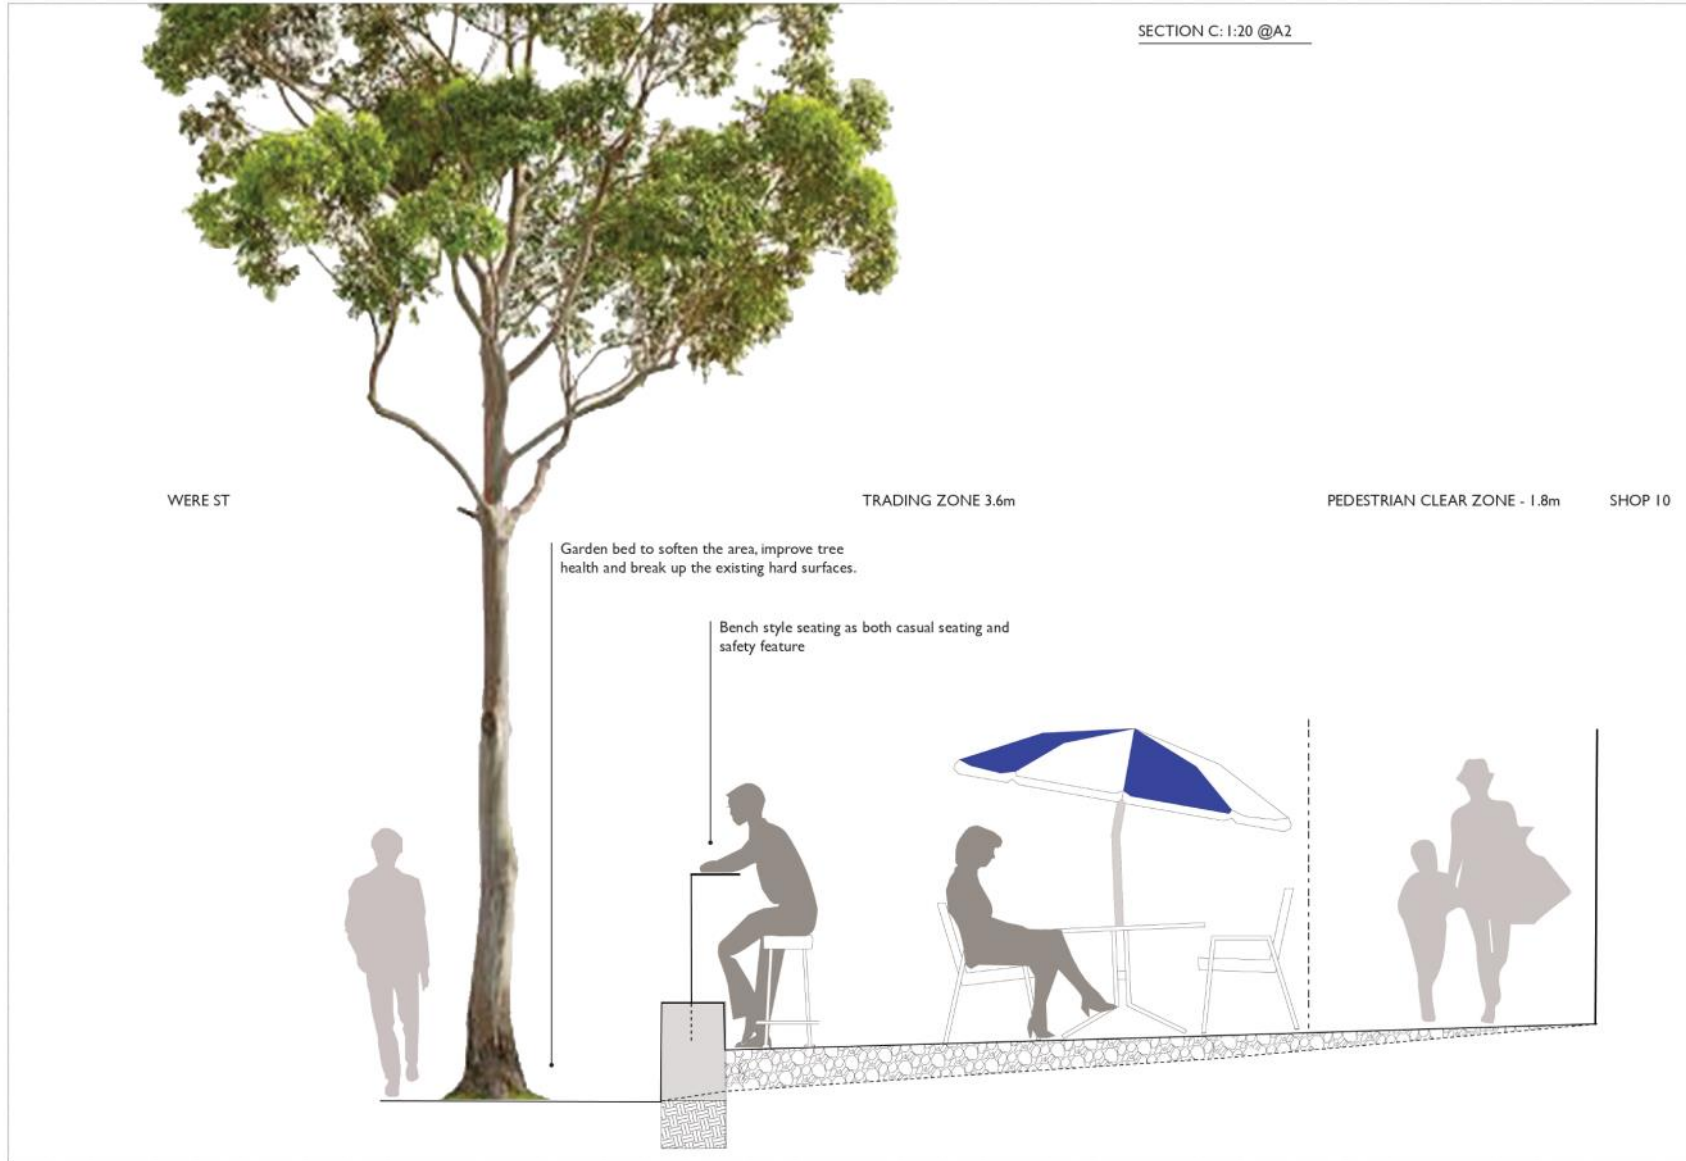 SECTION C: 1:20 @A2
WERE ST
TRADING ZONE 3.6m
PEDESTRIAN CLEAR ZONE - 1.8m
SHOP 10
Garden bed to soften the area, improve tree
health and break up the existing hard surfaces.
Bench style seating as both casual seating and
safety feature